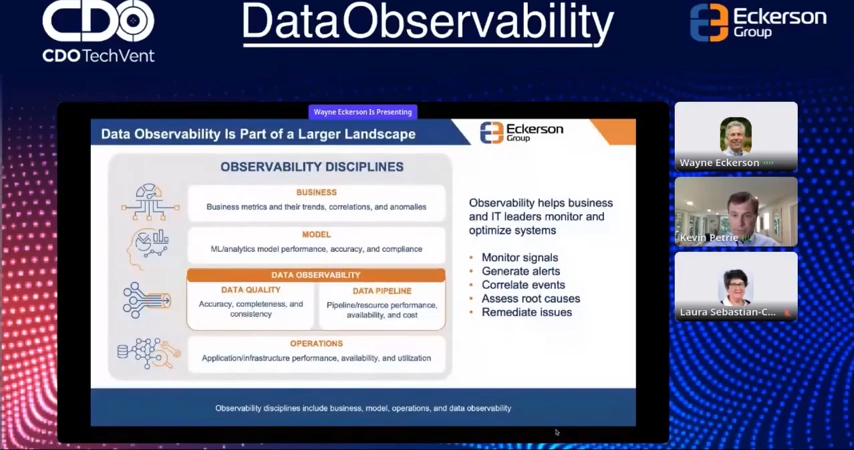 CDO
CDO TechVent
Data Observability
Eckerson
Group
Wayne Eckerson Is Presenting
Data Observability Is Part of a Larger Landscape
Eckerson
Group
OBSERVABILITY DISCIPLINES
BUSINESS
Business metrics and their trends, correlations, and anomalies
MODEL
ML/analytics model performance, accuracy, and compliance
DATA OBSERVABILITY
DATA QUALITY
Accuracy, completeness, and
consistency
DATA PIPELINE
Pipeline/resource performance,
availability, and cost
OPERATIONS
Application/infrastructure performance, availability, and utilization
Observability helps business
and IT leaders monitor and
optimize systems
• Monitor signals
• Generate alerts
• Correlate events
• Assess root causes
• Remediate issues
Observability disciplines include business, model, operations, and data observability
Wayne Eckerson
Kevin Petrie
Laura Sebastian-C...